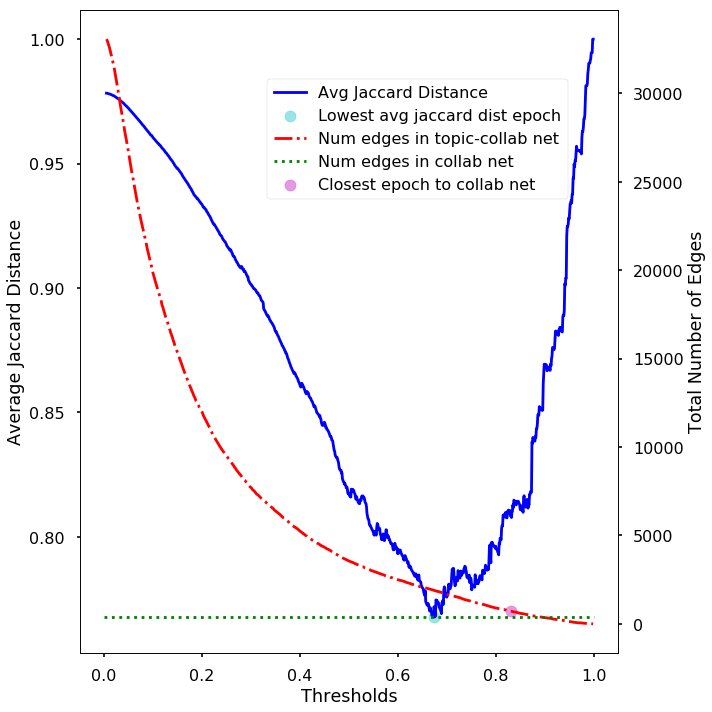 1.00
0.95
0.90
0.85
0.80
Average Jaccard Distance
Avg Jaccard Distance
Lowest avg jaccard dist epoch
Num edges in topic-collab net
Num edges in collab net
Closest epoch to collab net
30000
25000
20000
15000
10000
5000
0
Total Number of Edges
0.0 0.2 0.4 0.6 0.8 1.0
Thresholds